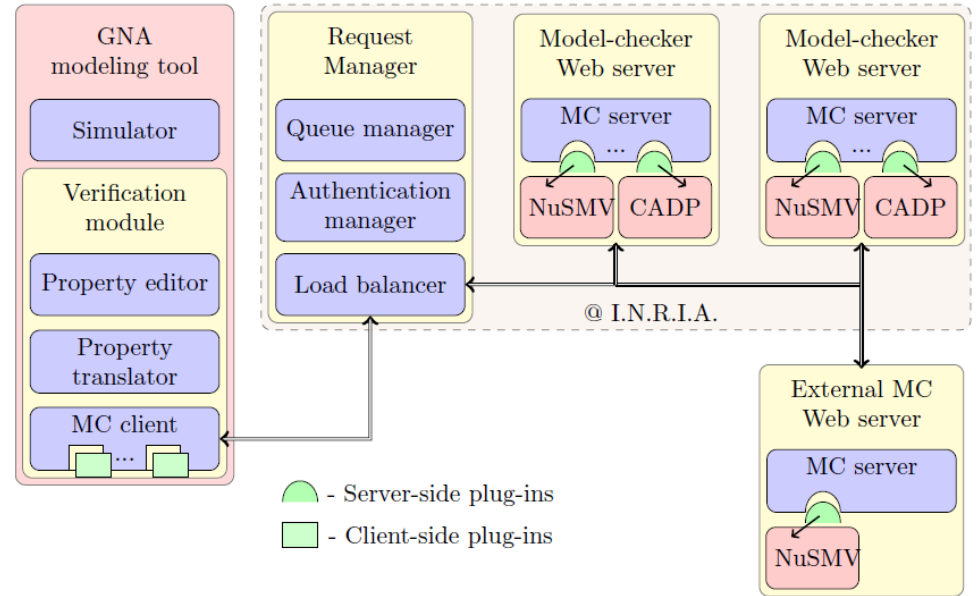 GNA
modeling tool
Simulator
Verification
module
Property editor
Property
translator
MC client
...
Request
Manager
Queue manager
Authentication
manager
Load balancer
Model-checker
Web server
MC server
...
NuSMV
CADP
Model-checker
Web server
MC server
...
NuSMV
CADP
@ I.N.R.I.A.
External MC
Web server
MC server
NuSMV
- Server-side plug-ins
- Client-side plug-ins